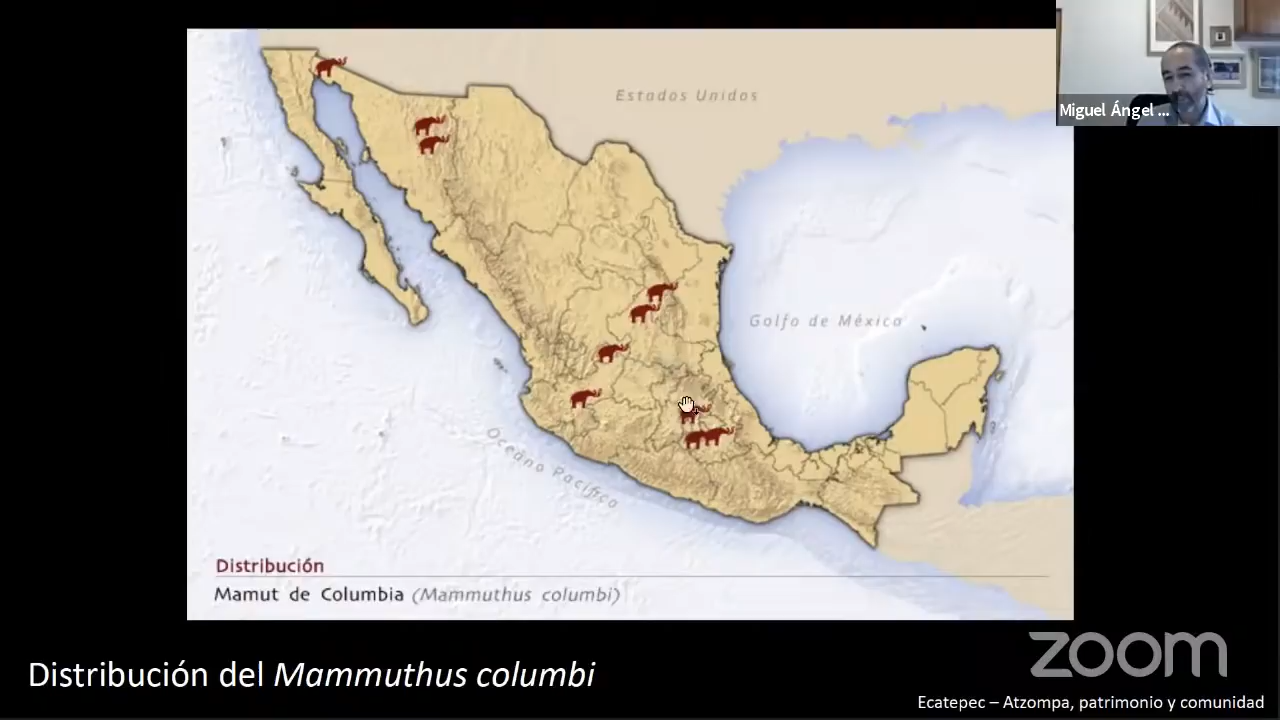 Estados Unidos
Miguel Ángel ...
Golfo de México
Océano Pacífico
Distribución
Mamut de Columbia (Mammuthus columbi)
zoom
Distribución del Mammuthus columbi
Ecatepec – Atzompa, patrimonio y comunidad